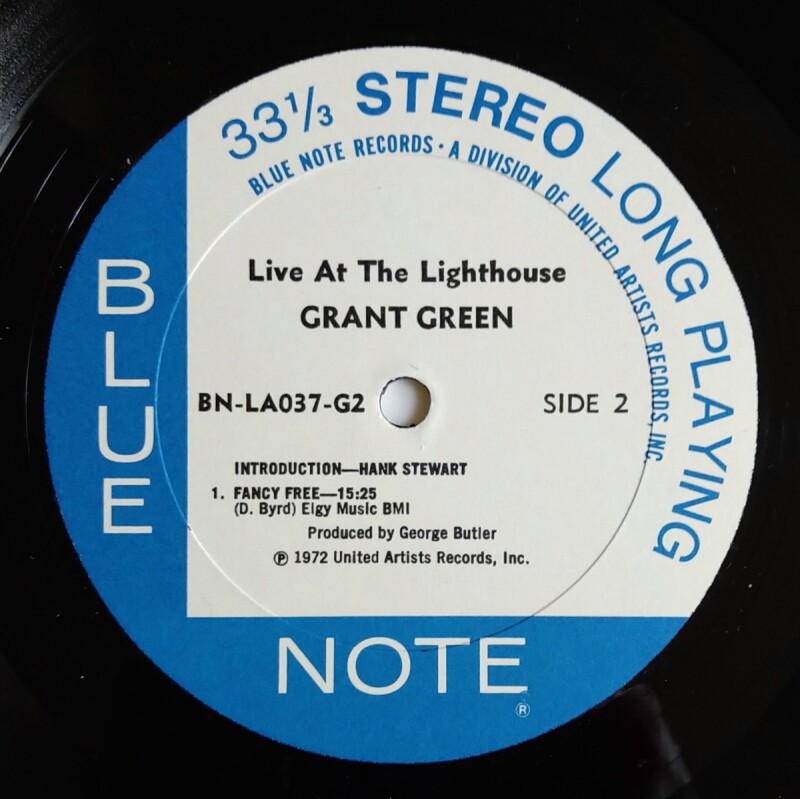 33⅓ STEREO LONG PLAYING
BLUE NOTE RECORDS · A DIVISION OF UNITED ARTISTS RECORDS, INC.
BLUE
Live At The Lighthouse
GRANT GREEN
BN-LA037-G2
SIDE 2
INTRODUCTION—HANK STEWART
1. FANCY FREE—15:25
(D. Byrd) Elgy Music BMI
Produced by George Butler
℗ 1972 United Artists Records, Inc.
NOTE
®